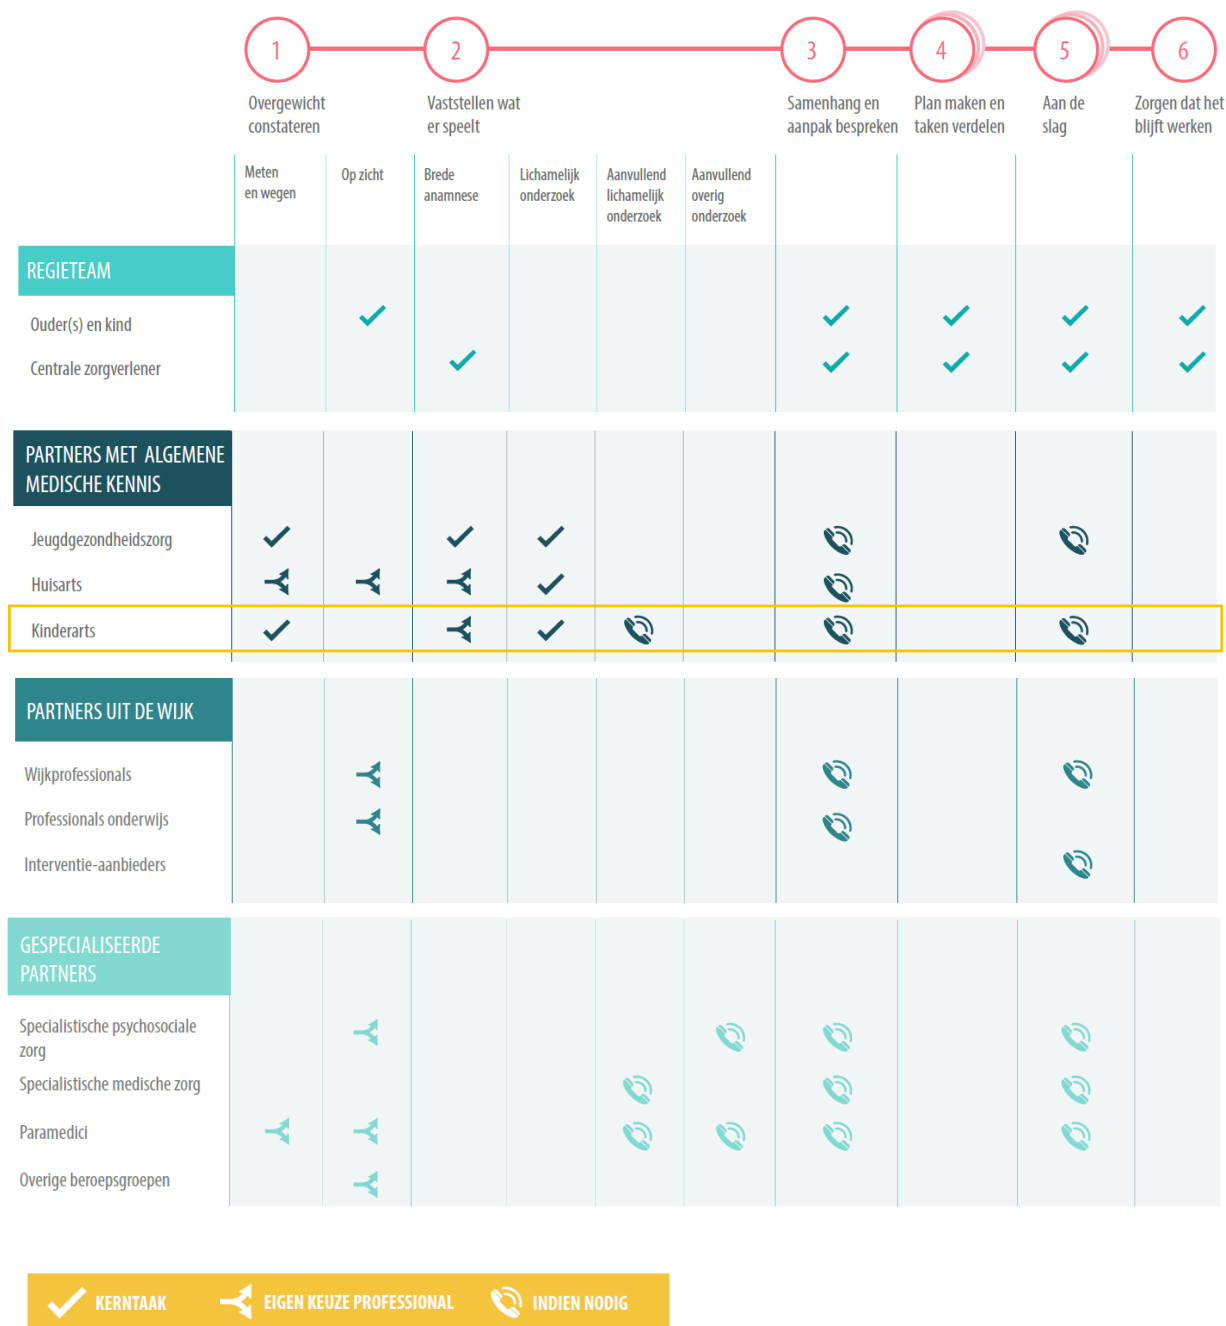 1
2
3
4
5
6
Overgewicht
constateren
Vaststellen wat
er speelt
Samenhang en
aanpak bespreken
Plan maken en
taken verdelen
Aan de
slag
Zorgen dat het
blijft werken
Meten
en wegen
Op zicht
Brede
anamnese
Lichamelijk
onderzoek
Aanvullend
lichamelijk
onderzoek
Aanvullend
overig
onderzoek
REGIETEAM
Ouder(s) en kind
Centrale zorgverlener
PARTNERS MET ALGEMENE
MEDISCHE KENNIS
Jeugdgezondheidszorg
Huisarts
Kinderarts
PARTNERS UIT DE WIJK
Wijkprofessionals
Professionals onderwijs
Interventie-aanbieders
GESPECIALISEERDE
PARTNERS
Specialistische psychosociale
zorg
Specialistische medische zorg
Paramedici
Overige beroepsgroepen
KERNTAAK
EIGEN KEUZE PROFESSIONAL
INDIEN NODIG